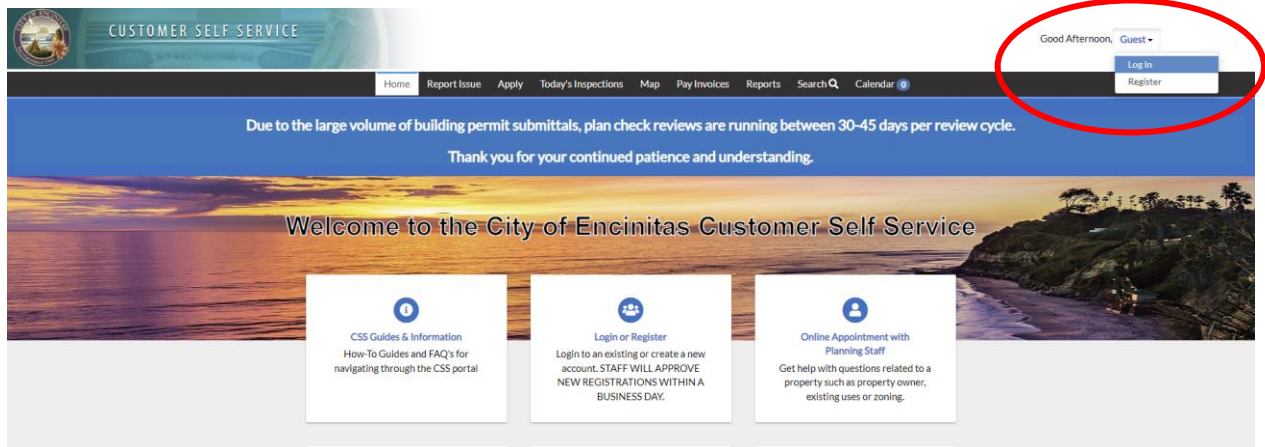 CITY OF ENCINITAS
CUSTOMER SELF SERVICE
Good Afternoon, Guest
Log In
Register
Home Report Issue Apply Today's Inspections Map Pay Invoices Reports Search Calendar 0
Due to the large volume of building permit submittals, plan check reviews are running between 30-45 days per review cycle.
Thank you for your continued patience and understanding.
Welcome to the City of Encinitas Customer Self Service
CSS Guides & Information
How-To Guides and FAQ's for
navigating through the CSS portal
Login or Register
Login to an existing or create a new
account. STAFF WILL APPROVE
NEW REGISTRATIONS WITHIN A
BUSINESS DAY.
Online Appointment with
Planning Staff
Get help with questions related to a
property such as property owner,
existing uses or zoning.